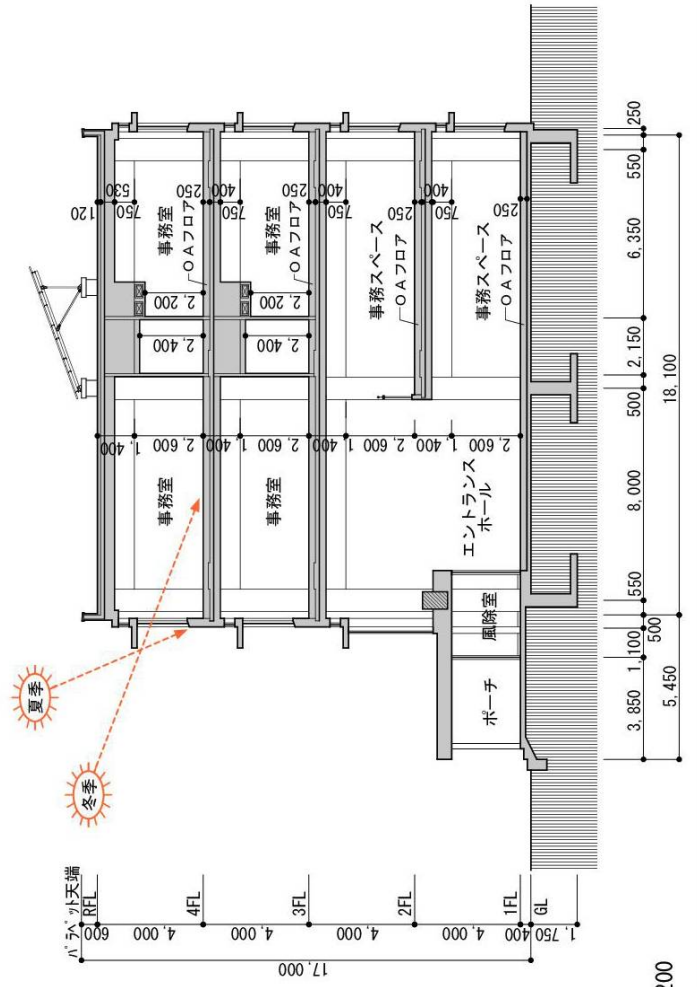 夏季
冬季
120
530
750
事務室
250
OAフロア
2,200
2,400
1,400
2,600
事務室
400
750
事務室
250
OAフロア
2,200
2,400
1,400
2,600
事務室
400
750
事務スペース
250
OAフロア
1,400
2,600
400
750
事務スペース
250
OAフロア
1,400
2,600
エントランス
ホール
風除室
ポーチ
パラペット天端
RFL
4FL
3FL
2FL
1FL
GL
600
4,000
4,000
4,000
4,000
400
1,750
17,000
3,850
1,100
500
550
8,000
500
2,150
6,350
550
250
5,450
18,100
200